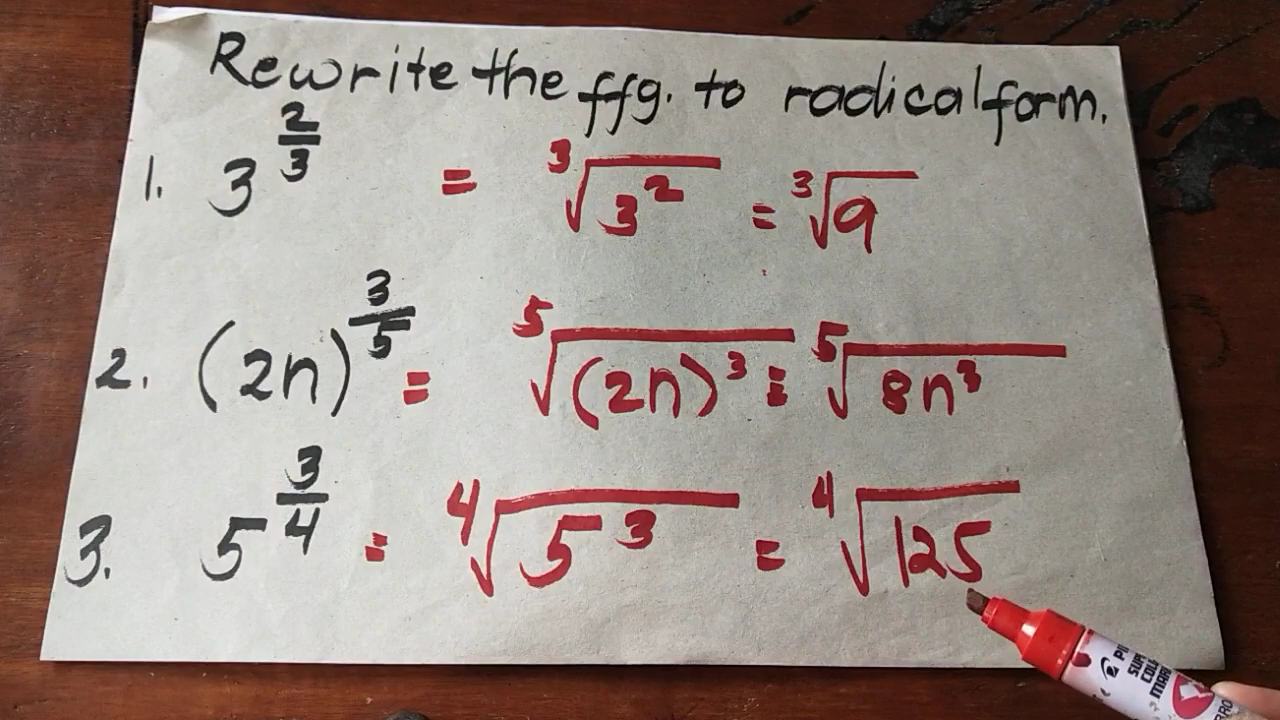 Rewrite the ffg. to radical form.
1. 3^(2/3) = ∛(3²) = ∛9
2. (2n)^(3/5) = ⁵√((2n)³) = ⁵√(8n³)
3. 5^(3/4) = ⁴√(5³) = ⁴√125